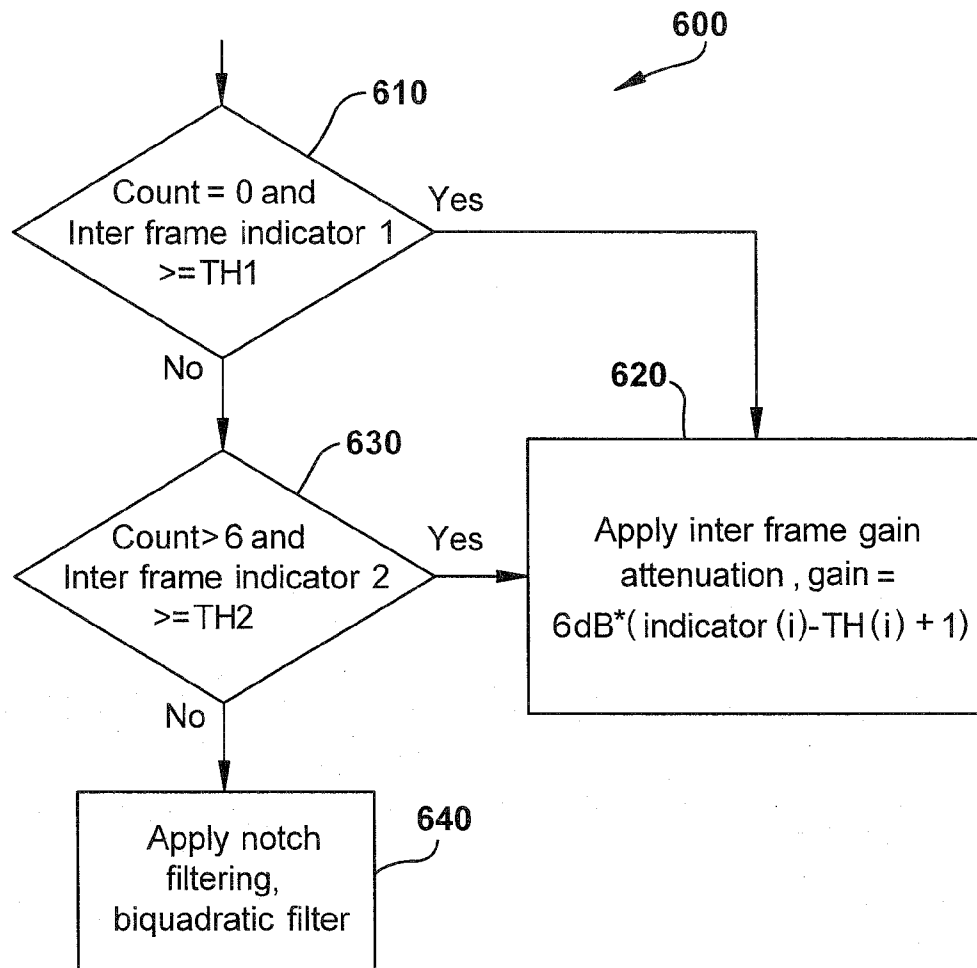 600
610
Count = 0 and
Inter frame indicator 1
>=TH1
Yes
No
620
630
Count>6 and
Inter frame indicator 2
>=TH2
Yes
Apply inter frame gain
attenuation , gain =
6dB*( indicator (i)-TH(i) + 1)
No
640
Apply notch
filtering,
biquadratic filter